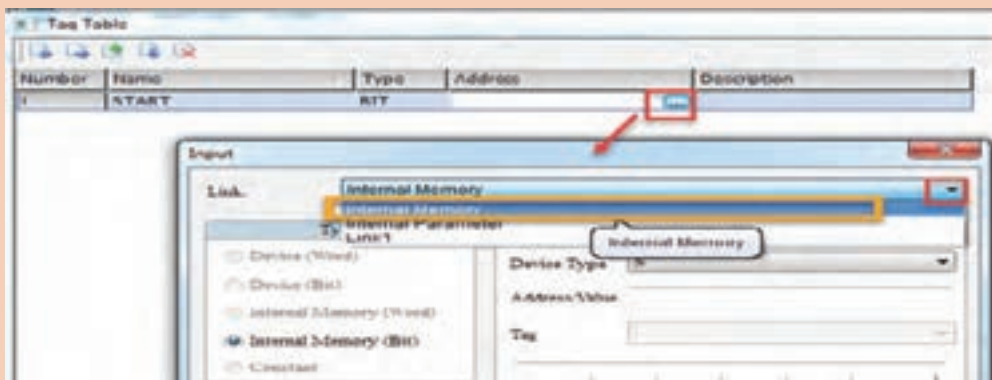 Tag Table
Number Name Type Address Description
1 START BIT
Input
Link. Internal Memory
Internal Memory
Internal Parameter
Link1
Internal Memory
Device (Word)
Device Type
Device (Bit)
Address/Value
Internal Memory (Word)
Tag
Internal Memory (Bit)
Constant